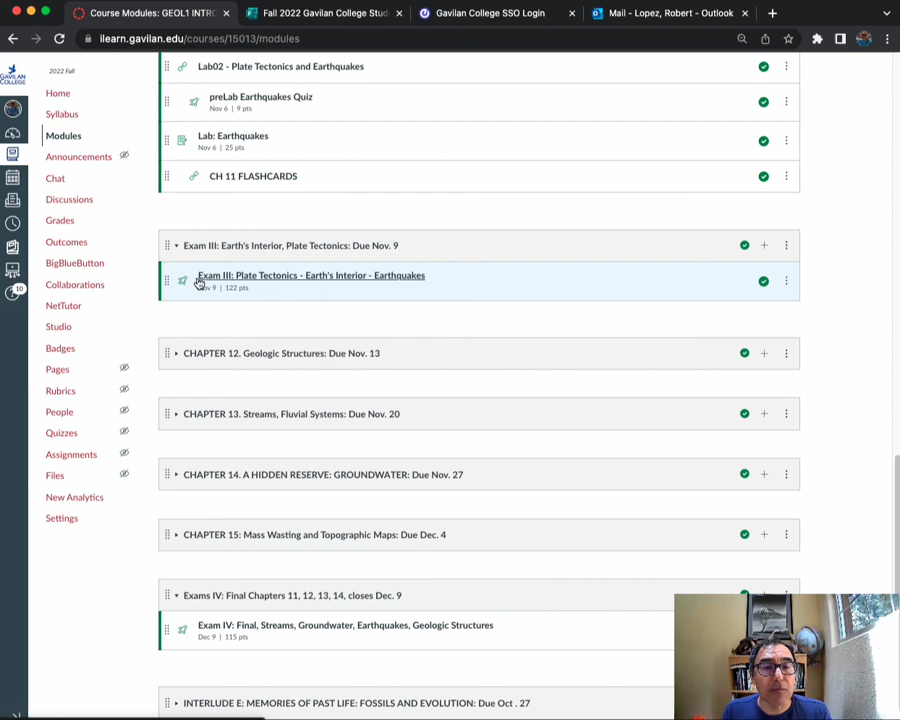 Course Modules: GEOL1 INTRO
Fall 2022 Gavilan College Stud
Gavilan College SSO Login
Mail - Lopez, Robert - Outlook
ilearn.gavilan.edu/courses/15013/modules
GAVILAN
COLLEGE
2022 Fall
Home
Syllabus
Modules
Announcements
Chat
Discussions
Grades
Outcomes
BigBlueButton
Collaborations
NetTutor
Studio
Badges
Pages
Rubrics
People
Quizzes
Assignments
Files
New Analytics
Settings
10
Lab02 - Plate Tectonics and Earthquakes
preLab Earthquakes Quiz
Nov 6 | 9 pts
Lab: Earthquakes
Nov 6 | 25 pts
CH 11 FLASHCARDS
Exam III: Earth's Interior, Plate Tectonics: Due Nov. 9
Exam III: Plate Tectonics - Earth's Interior - Earthquakes
Nov 9 | 122 pts
CHAPTER 12. Geologic Structures: Due Nov. 13
CHAPTER 13. Streams, Fluvial Systems: Due Nov. 20
CHAPTER 14. A HIDDEN RESERVE: GROUNDWATER: Due Nov. 27
CHAPTER 15: Mass Wasting and Topographic Maps: Due Dec. 4
Exams IV: Final Chapters 11, 12, 13, 14, closes Dec. 9
Exam IV: Final, Streams, Groundwater, Earthquakes, Geologic Structures
Dec 9 | 115 pts
INTERLUDE E: MEMORIES OF PAST LIFE: FOSSILS AND EVOLUTION: Due Oct . 27